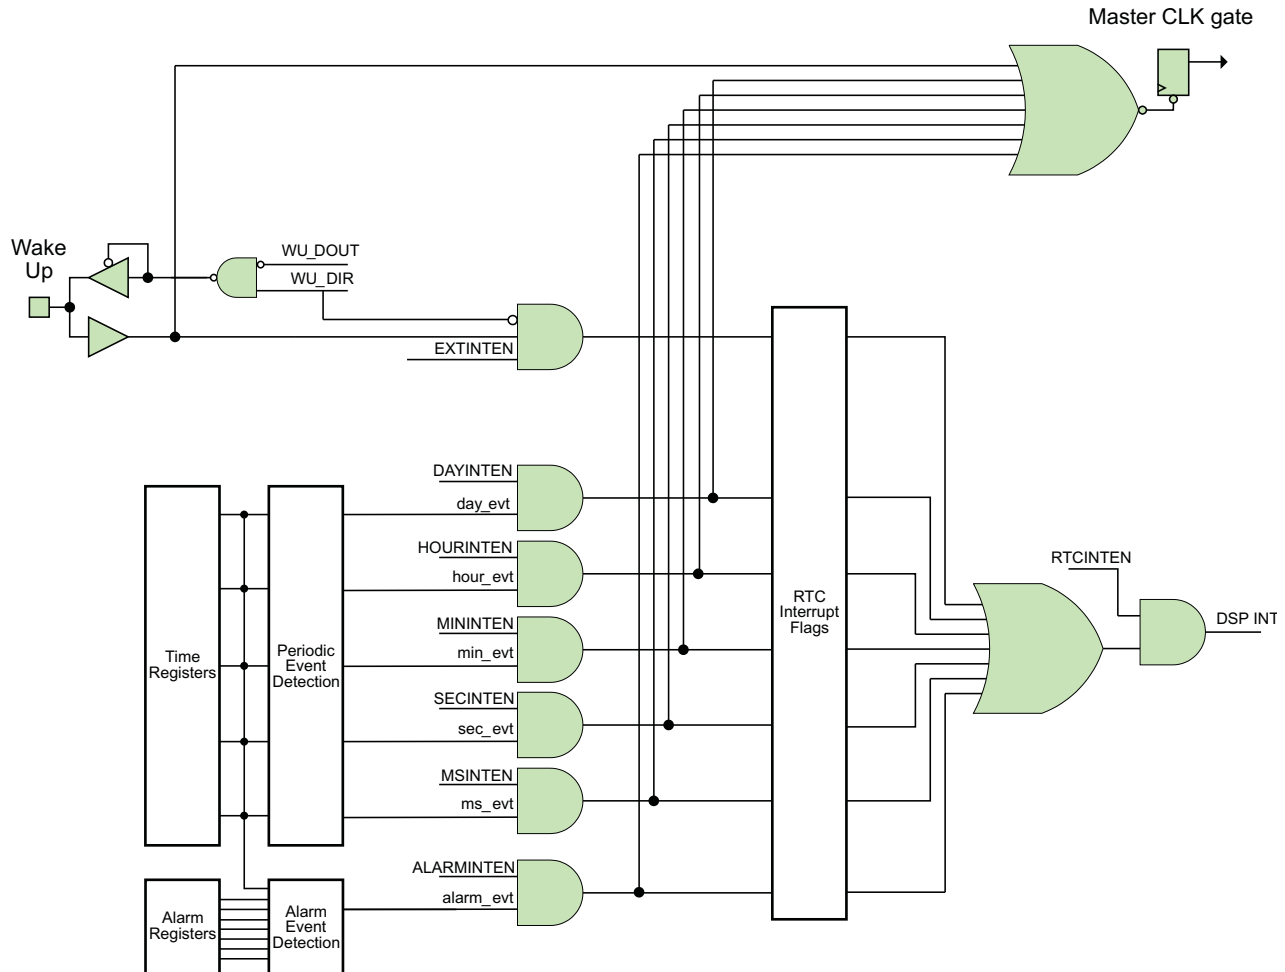 Master CLK gate
Wake
Up
WU_DOUT
WU_DIR
EXTINTEN
DAYINTEN
day_evt
HOURINTEN
hour_evt
MININTEN
min_evt
SECINTEN
sec_evt
MSINTEN
ms_evt
ALARMINTEN
alarm_evt
Time
Registers
Periodic
Event
Detection
Alarm
Registers
Alarm
Event
Detection
RTC
Interrupt
Flags
RTCINTEN
DSP INT